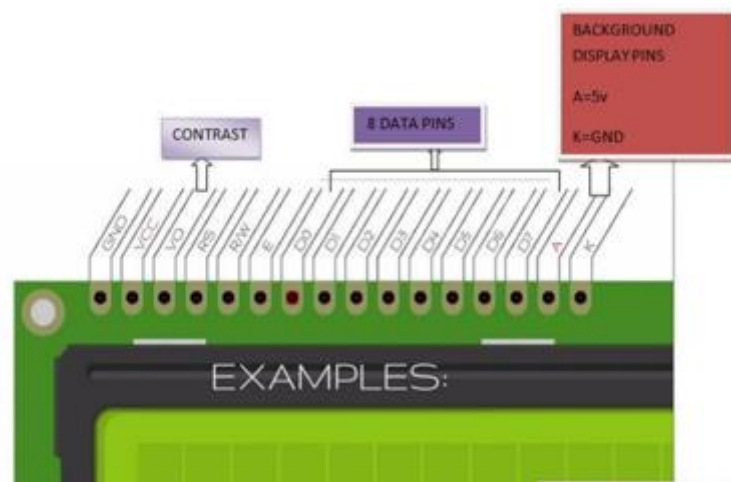 BACKGROUND
DISPLAY PINS
A=5v
K=GND
CONTRAST
8 DATA PINS
GND
VCC
VO
RS
R/W
E
D0
D1
D2
D3
D4
D5
D6
D7
A
K
EXAMPLES: